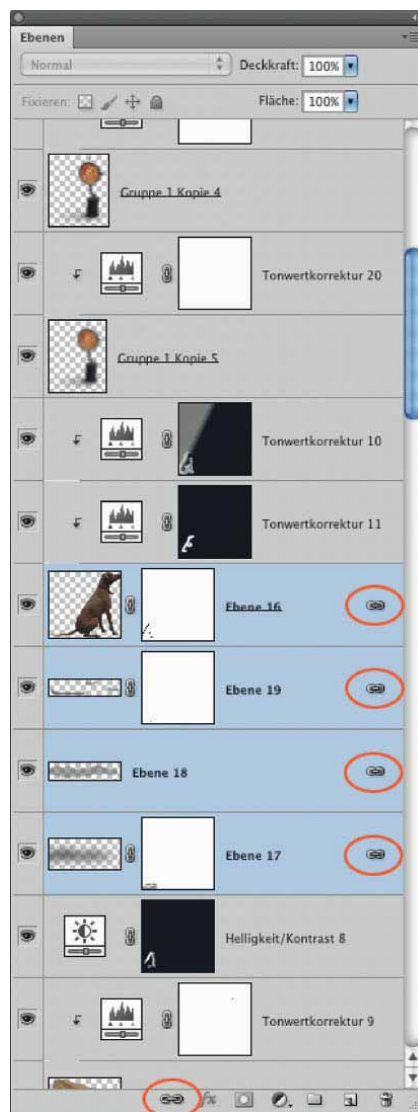 Ebenen
Normal Deckkraft: 100%
Fixieren: Fläche: 100%
Gruppe 1 Kopie 4
Tonwertkorrektur 20
Gruppe 1 Kopie 5
Tonwertkorrektur 10
Tonwertkorrektur 11
Ebene 16
Ebene 19
Ebene 18
Ebene 17
Helligkeit/Kontrast 8
Tonwertkorrektur 9
fx